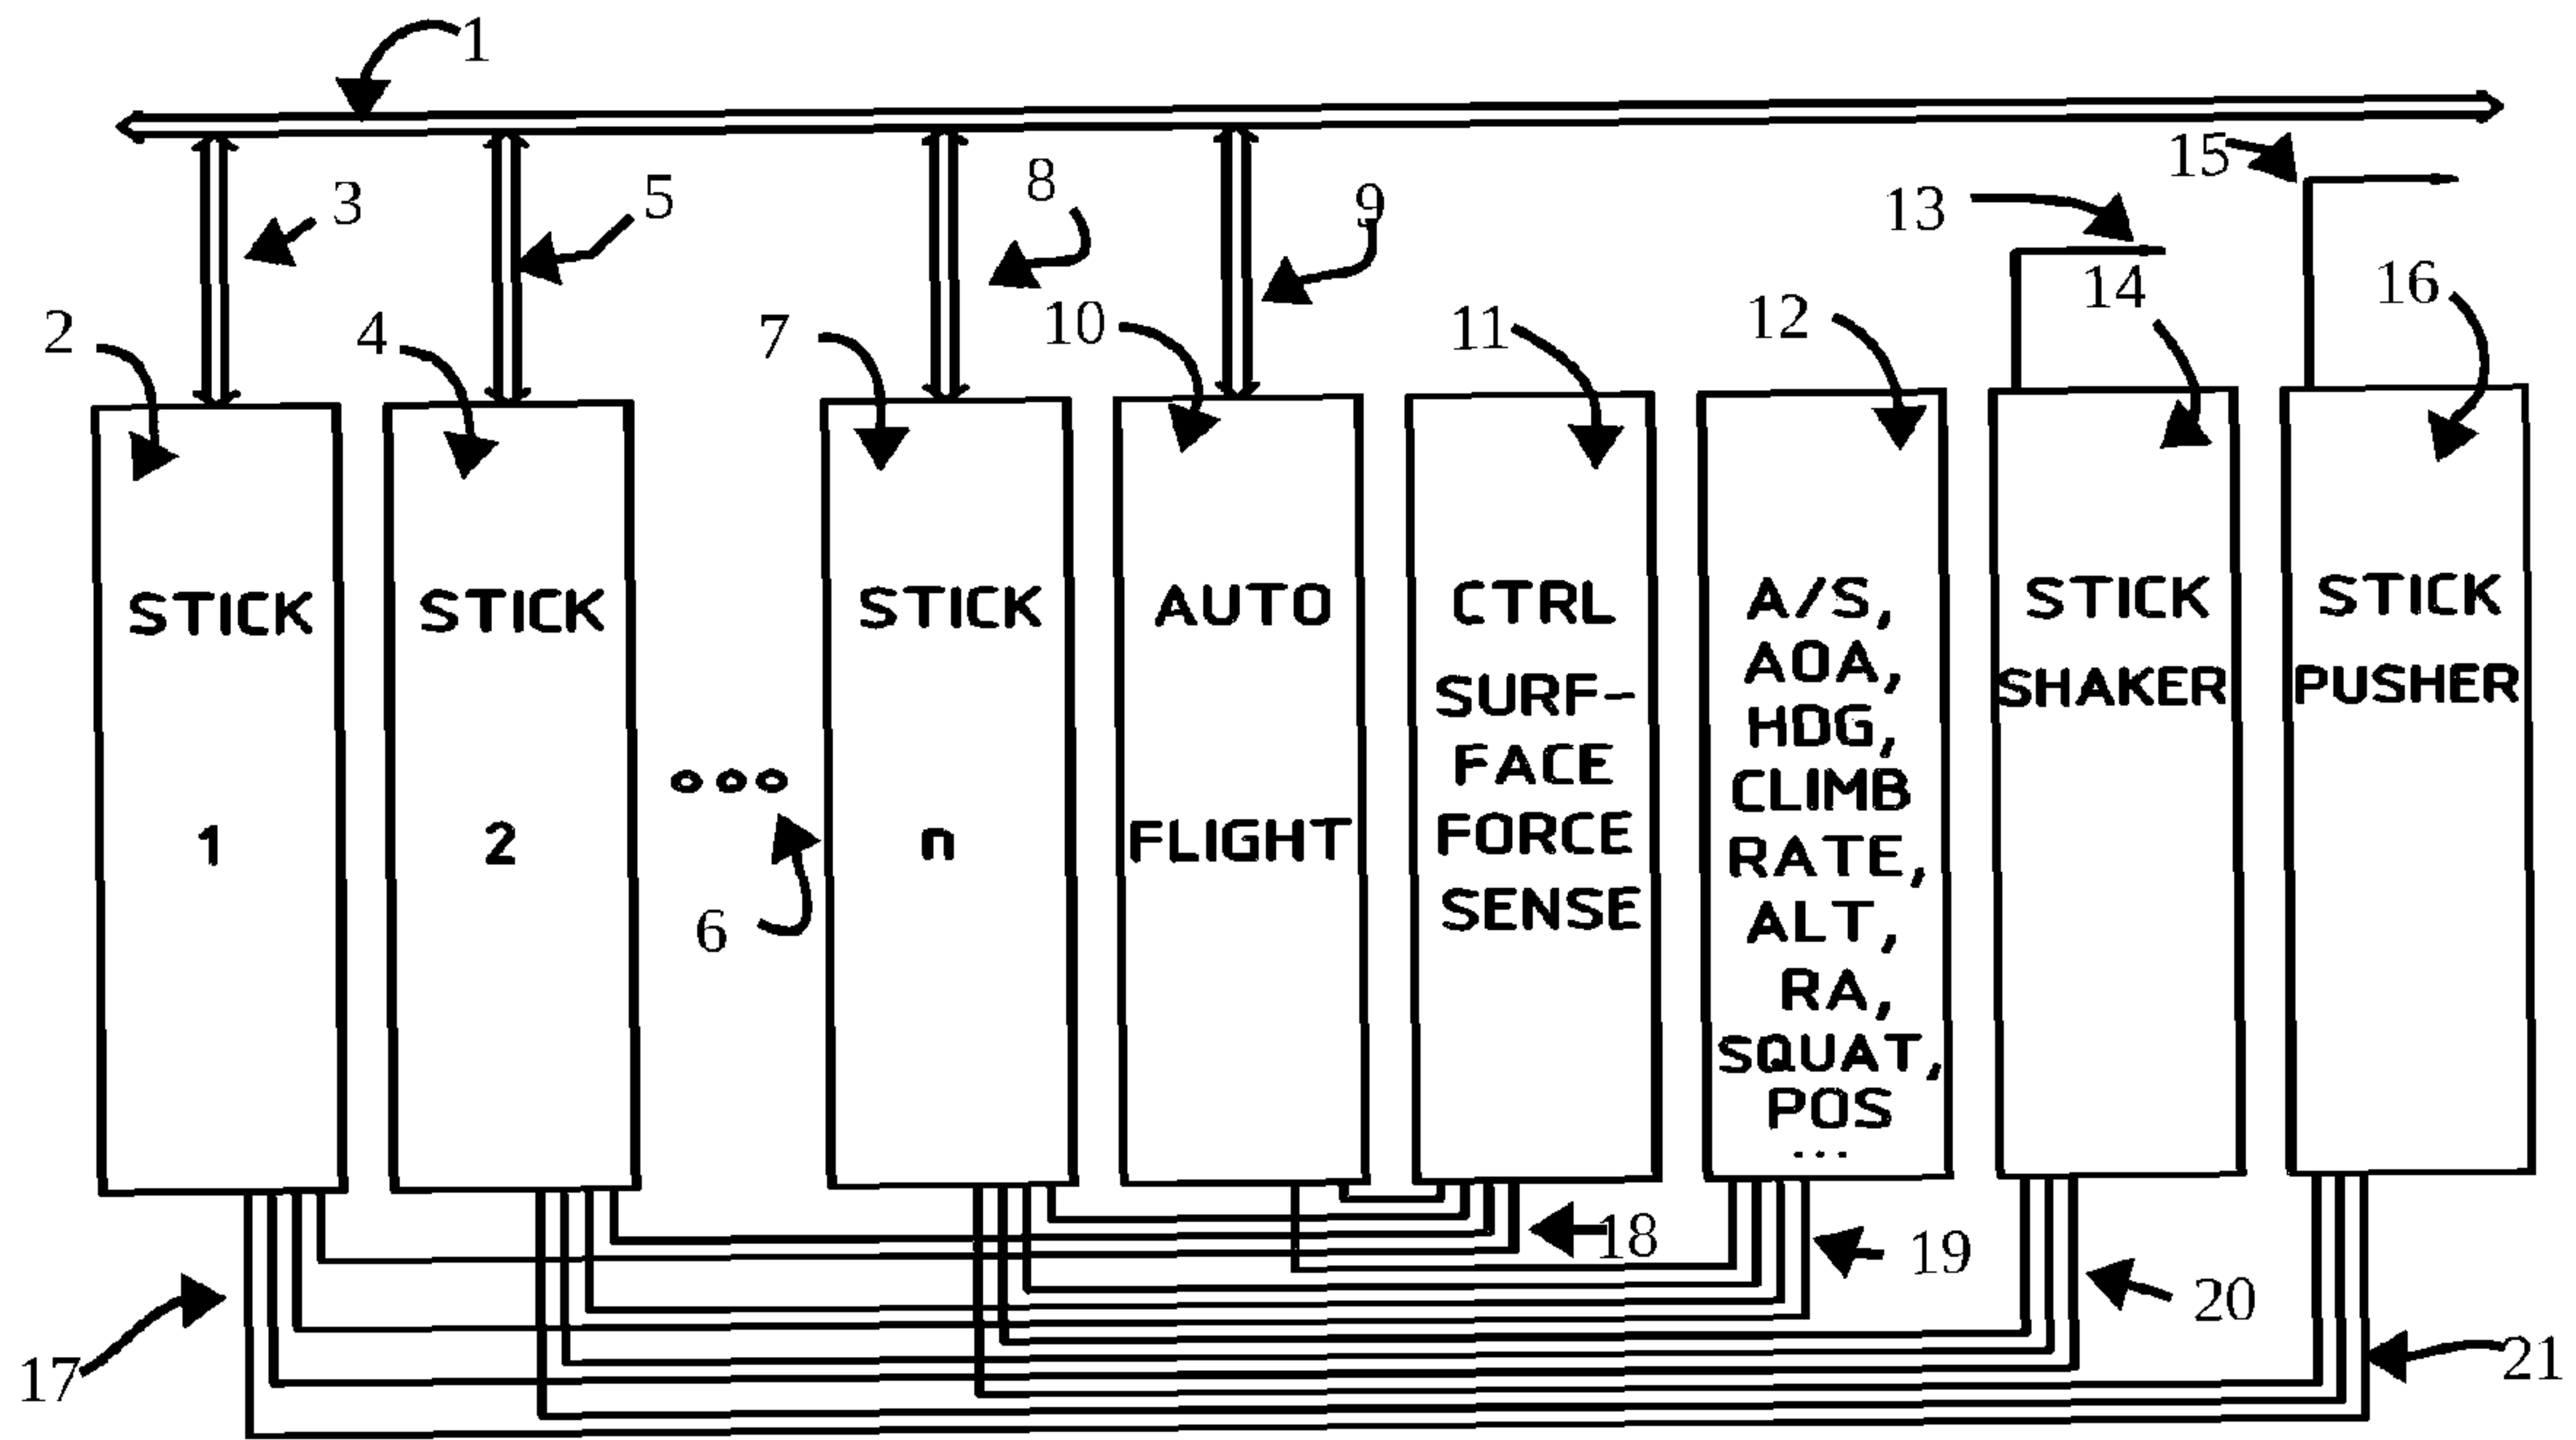 1
3
5
8
9
13
15
2
4
7
10
11
12
14
16
STICK
1
STICK
2
ooo
6
STICK
n
AUTO
FLIGHT
CTRL
SURF-
FACE
FORCE
SENSE
A/S,
AOA,
HDG,
CLIMB
RATE,
ALT,
RA,
SQUAT,
POS
...
STICK
SHAKER
STICK
PUSHER
17
18
19
20
21